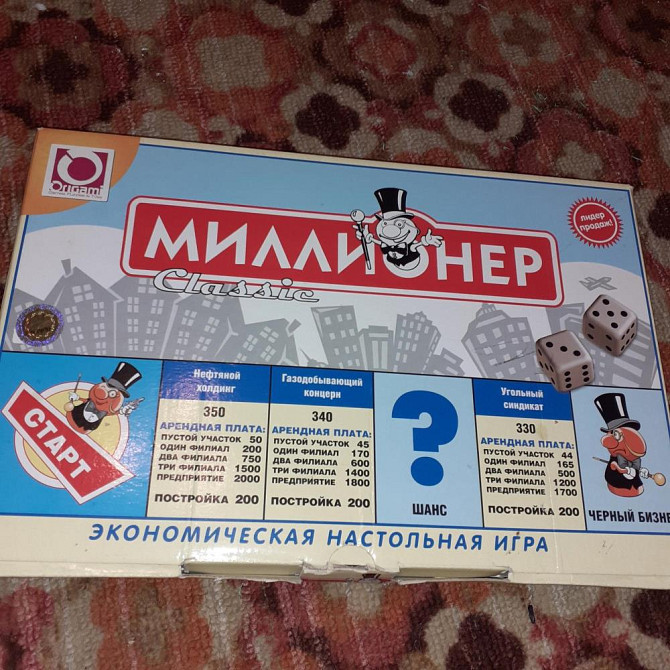 Origami
лидер
продаж!
МИЛЛИОНЕР
Classic
СТАРТ
Нефтяной
холдинг
350
АРЕНДНАЯ ПЛАТА:
ПУСТОЙ УЧАСТОК 50
ОДИН ФИЛИАЛ 200
ДВА ФИЛИАЛА 750
ТРИ ФИЛИАЛА 1500
ПРЕДПРИЯТИЕ 2000
ПОСТРОЙКА 200
Газодобывающий
концерн
340
АРЕНДНАЯ ПЛАТА:
ПУСТОЙ УЧАСТОК 45
ОДИН ФИЛИАЛ 170
ДВА ФИЛИАЛА 600
ТРИ ФИЛИАЛА 1400
ПРЕДПРИЯТИЕ 1800
ПОСТРОЙКА 200
?
ШАНС
Угольный
синдикат
330
АРЕНДНАЯ ПЛАТА:
ПУСТОЙ УЧАСТОК 44
ОДИН ФИЛИАЛ 165
ДВА ФИЛИАЛА 500
ТРИ ФИЛИАЛА 1200
ПРЕДПРИЯТИЕ 1700
ПОСТРОЙКА 200
ЧЕРНЫЙ БИЗНЕ
ЭКОНОМИЧЕСКАЯ НАСТОЛЬНАЯ ИГРА